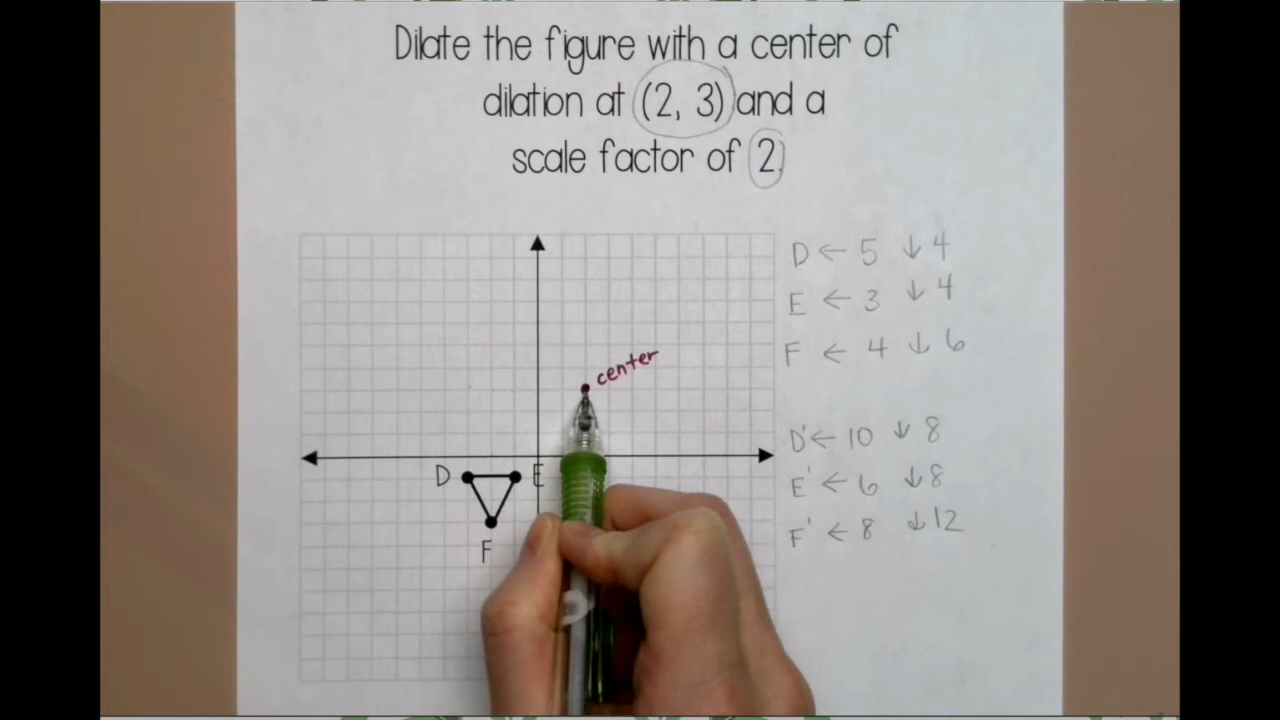 Dilate the figure with a center of
dilation at (2, 3) and a
scale factor of 2.
D ← 5 ↓ 4
E ← 3 ↓ 4
F ← 4 ↓ 6
center
D' ← 10 ↓ 8
D E
E' ← 6 ↓ 8
F' ← 8 ↓ 12
F